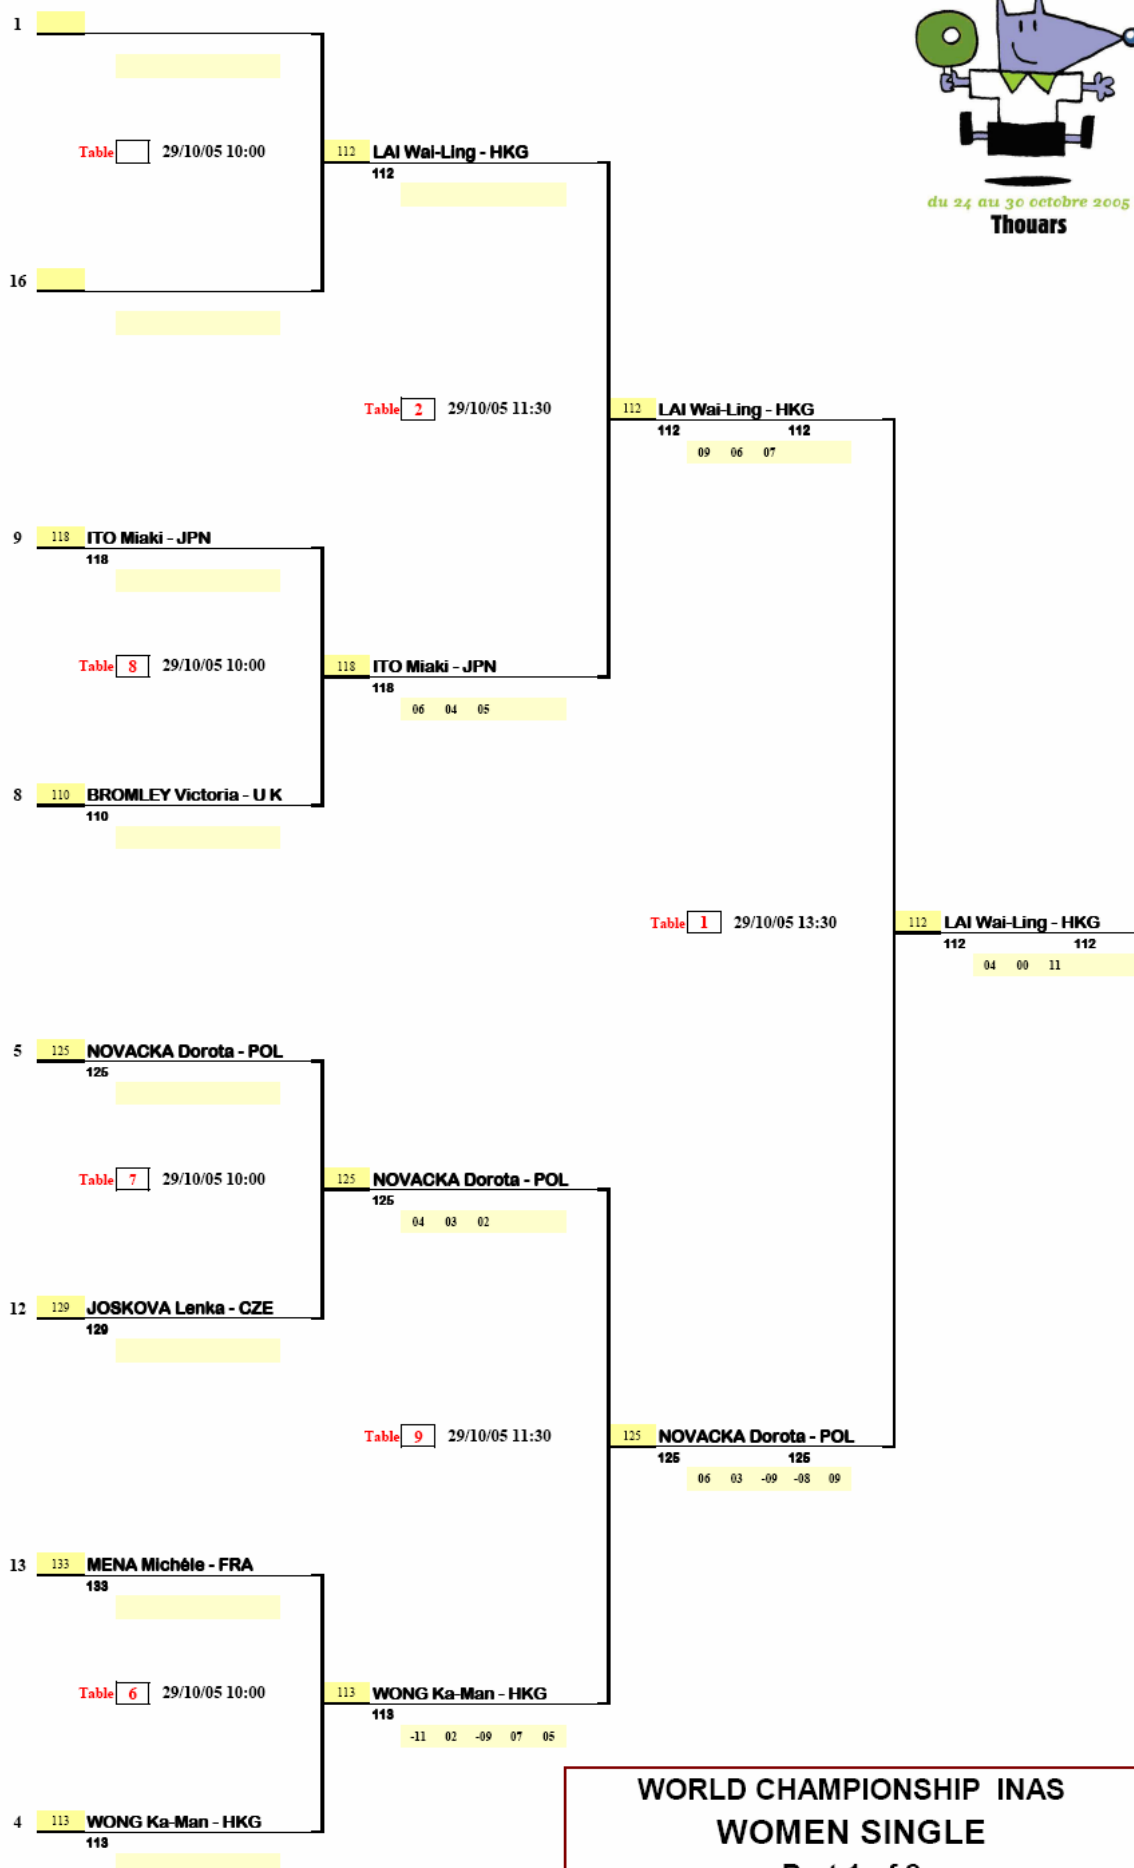 1
Table 29/10/05 10:00
112 LAI Wai-Ling - HKG
112
du 24 au 30 octobre 2005
Thouars
16
Table 2 29/10/05 11:30
112 LAI Wai-Ling - HKG
112 112
09 06 07
9 118 ITO Miaki - JPN
118
Table 8 29/10/05 10:00
118 ITO Miaki - JPN
118
06 04 05
8 110 BROMLEY Victoria - U K
110
Table 1 29/10/05 13:30
112 LAI Wai-Ling - HKG
112 112
04 00 11
5 125 NOVACKA Dorota - POL
125
Table 7 29/10/05 10:00
125 NOVACKA Dorota - POL
125
04 03 02
12 129 JOSKOVA Lenka - CZE
129
Table 9 29/10/05 11:30
125 NOVACKA Dorota - POL
125 125
06 03 -09 -08 09
13 133 MENA Michéle - FRA
133
Table 6 29/10/05 10:00
113 WONG Ka-Man - HKG
113
-11 02 -09 07 05
4 113 WONG Ka-Man - HKG
113
WORLD CHAMPIONSHIP INAS
WOMEN SINGLE
Part 1 of 2